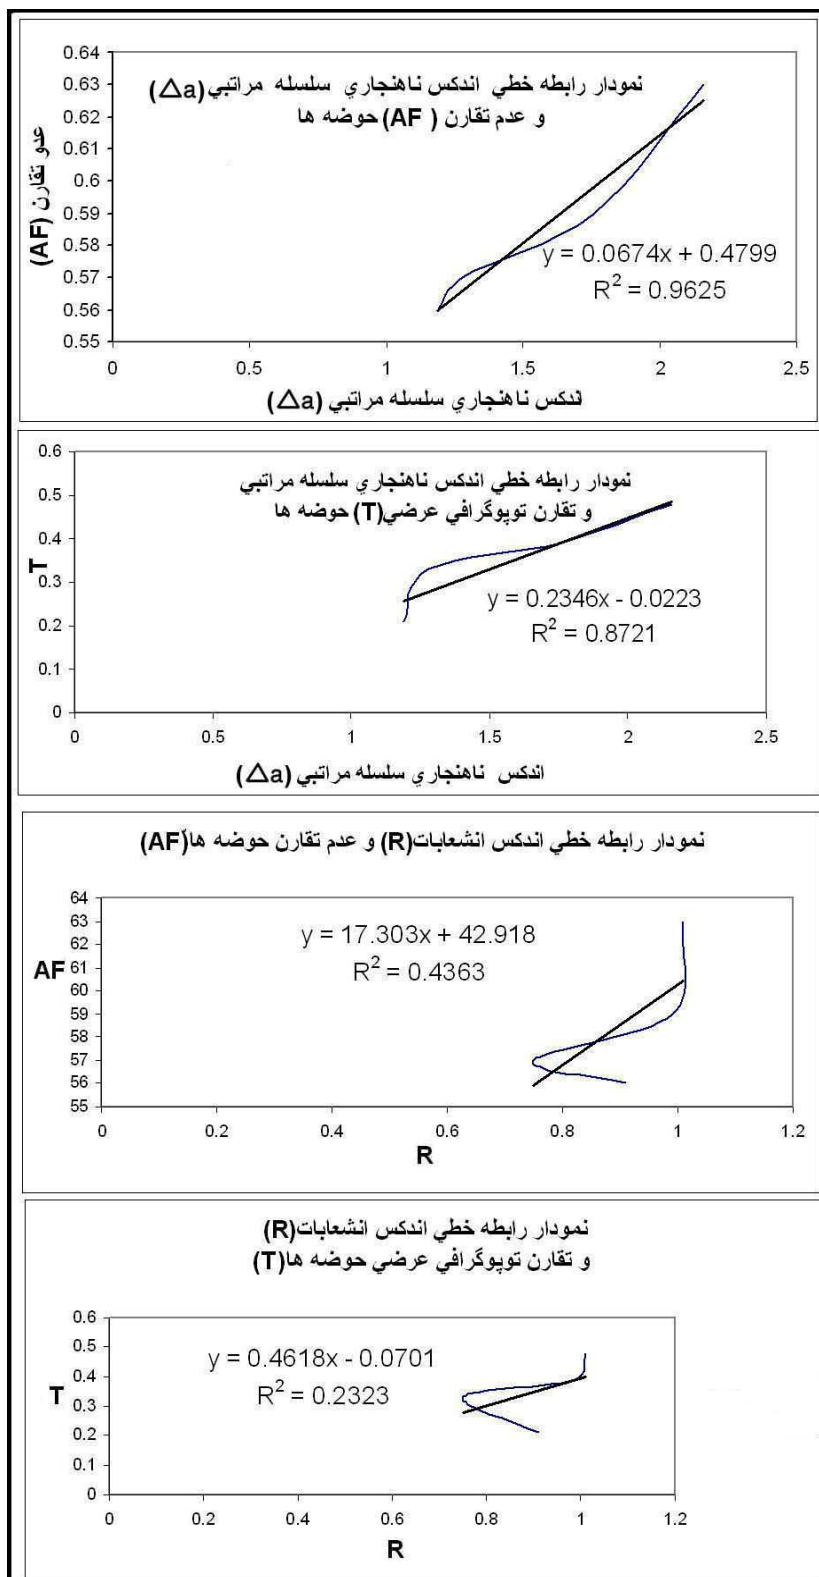 نمودار رابطه خطي اندكس ناهنجاري سلسله مراتبي (△a)
و عدم تقارن ( AF) حوضه ها
عدو تقارن (AF)
0.64
0.63
0.62
0.61
0.6
0.59
0.58
0.57
0.56
0.55
y = 0.0674x + 0.4799
R² = 0.9625
0 0.5 1 1.5 2 2.5
اندكس ناهنجاري سلسله مراتبي (△a)
نمودار رابطه خطي اندكس ناهنجاري سلسله مراتبي
و تقارن توپوگرافي عرضي(T) حوضه ها
T
0.6
0.5
0.4
0.3
0.2
0.1
0
y = 0.2346x - 0.0223
R² = 0.8721
0 0.5 1 1.5 2 2.5
اندكس ناهنجاري سلسله مراتبي (△a)
نمودار رابطه خطي اندكس انشعابات(R) و عدم تقارن حوضه ها(AF)
AF
64
63
62
61
60
59
58
57
56
55
y = 17.303x + 42.918
R² = 0.4363
0 0.2 0.4 0.6 0.8 1 1.2
R
نمودار رابطه خطي اندكس انشعابات(R)
و تقارن توپوگرافي عرضي حوضه ها(T)
T
0.6
0.5
0.4
0.3
0.2
0.1
0
y = 0.4618x - 0.0701
R² = 0.2323
0 0.2 0.4 0.6 0.8 1 1.2
R